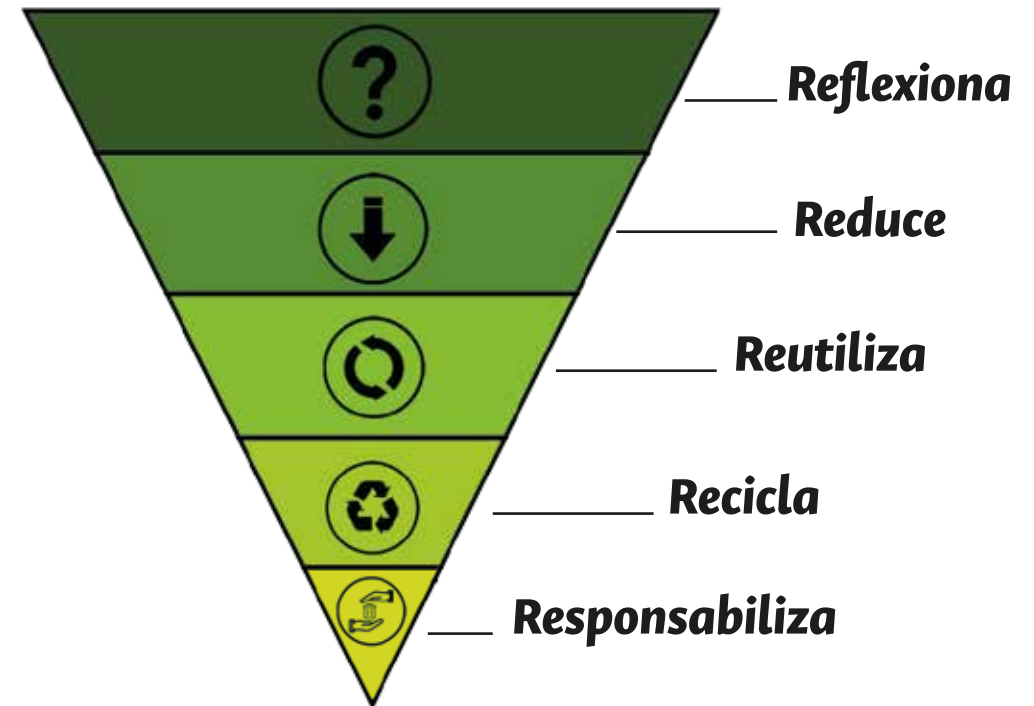 ?
Reflexiona
Reduce
Reutiliza
Recicla
Responsabiliza